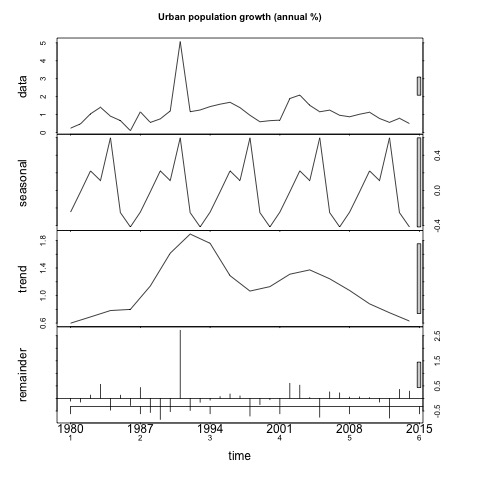 Urban population growth (annual %)
data
0 1 2 3 4 5
seasonal
-0.4 0.0 0.4
trend
0.6 1.0 1.4 1.8
remainder
-0.5 0.5 1.5 2.5
1980 1987 1994 2001 2008 2015
1 2 3 4 5 6
time